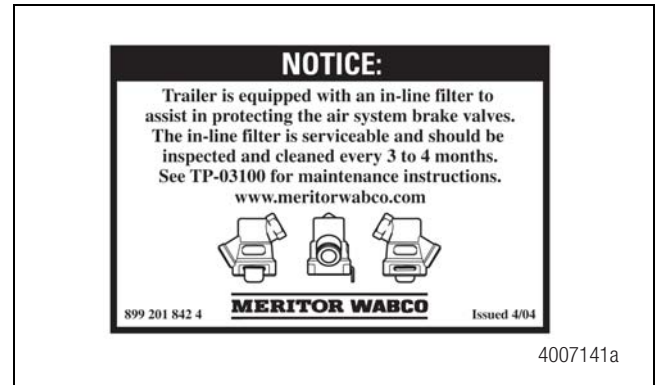 NOTICE:
Trailer is equipped with an in-line filter to
assist in protecting the air system brake valves.
The in-line filter is serviceable and should be
inspected and cleaned every 3 to 4 months.
See TP-03100 for maintenance instructions.
www.meritorwabco.com
899 201 842 4 MERITOR WABCO Issued 4/04
4007141a